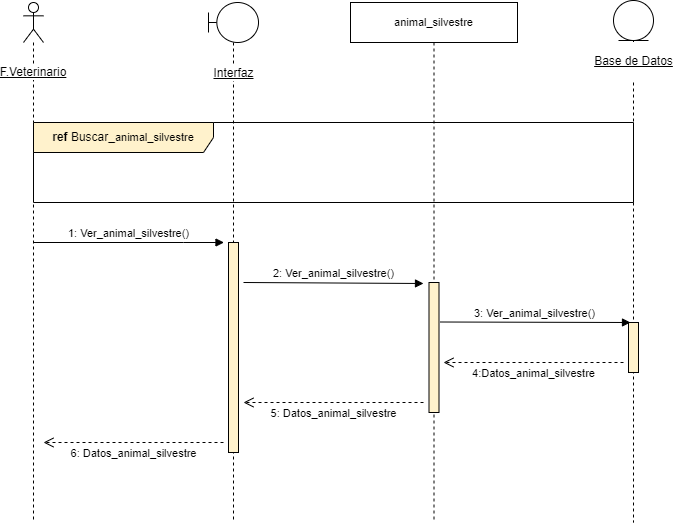 animal_silvestre
F.Veterinario
Interfaz
Base de Datos
ref Buscar_animal_silvestre
1: Ver_animal_silvestre()
2: Ver_animal_silvestre()
3: Ver_animal_silvestre()
4:Datos_animal_silvestre
5: Datos_animal_silvestre
6: Datos_animal_silvestre